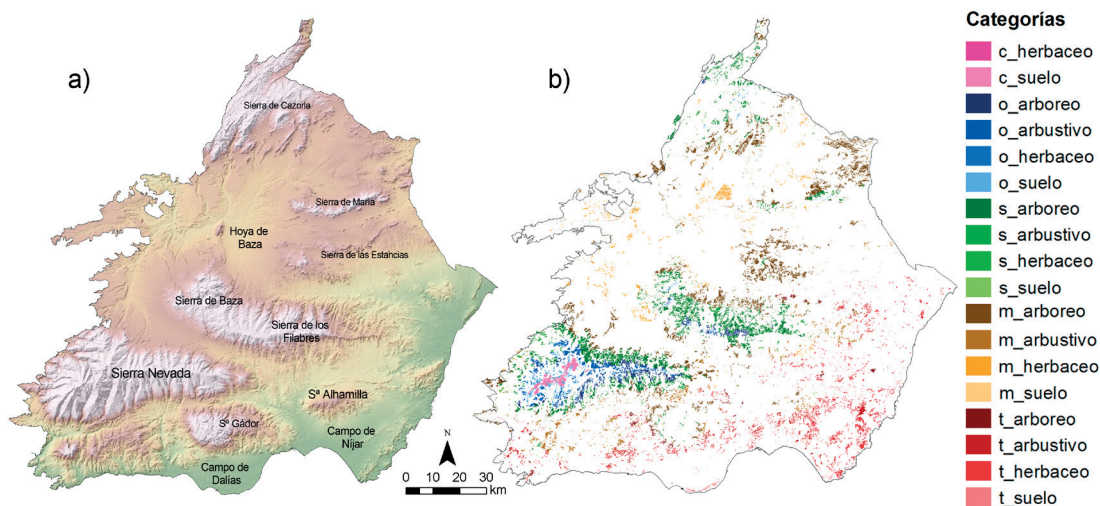 a)
Sierra de Cazorla
Sierra de María
Hoya de
Baza
Sierra de las Estancias
Sierra de Baza
Sierra de los
Filabres
Sierra Nevada
Sª Alhamilla
Sª Gádor
Campo de
Níjar
Campo de
Dalías
N
0 10 20 30
km
b)
Categorías
c_herbaceo
c_suelo
o_arboreo
o_arbustivo
o_herbaceo
o_suelo
s_arboreo
s_arbustivo
s_herbaceo
s_suelo
m_arboreo
m_arbustivo
m_herbaceo
m_suelo
t_arboreo
t_arbustivo
t_herbaceo
t_suelo